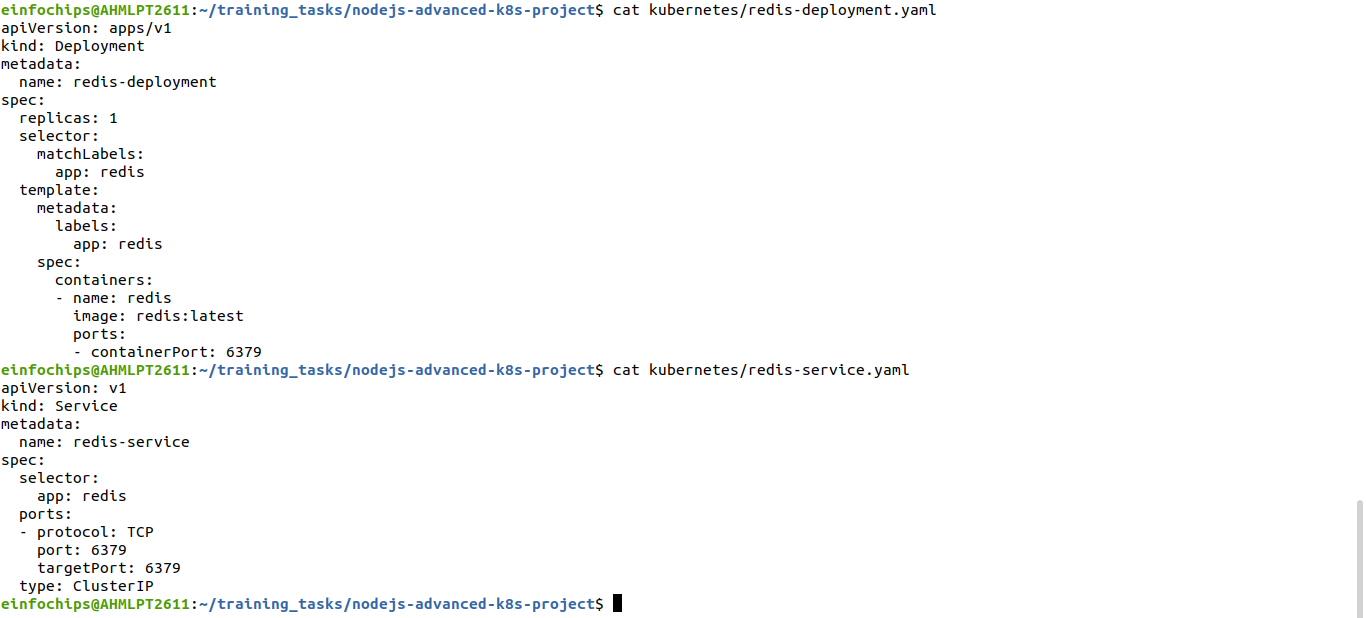 einfochips@AHMLPT2611:~/training_tasks/nodejs-advanced-k8s-project$ cat kubernetes/redis-deployment.yaml
apiVersion: apps/v1
kind: Deployment
metadata:
  name: redis-deployment
spec:
  replicas: 1
  selector:
    matchLabels:
      app: redis
  template:
    metadata:
      labels:
        app: redis
    spec:
      containers:
      - name: redis
        image: redis:latest
        ports:
        - containerPort: 6379
einfochips@AHMLPT2611:~/training_tasks/nodejs-advanced-k8s-project$ cat kubernetes/redis-service.yaml
apiVersion: v1
kind: Service
metadata:
  name: redis-service
spec:
  selector:
    app: redis
  ports:
  - protocol: TCP
    port: 6379
    targetPort: 6379
  type: ClusterIP
einfochips@AHMLPT2611:~/training_tasks/nodejs-advanced-k8s-project$